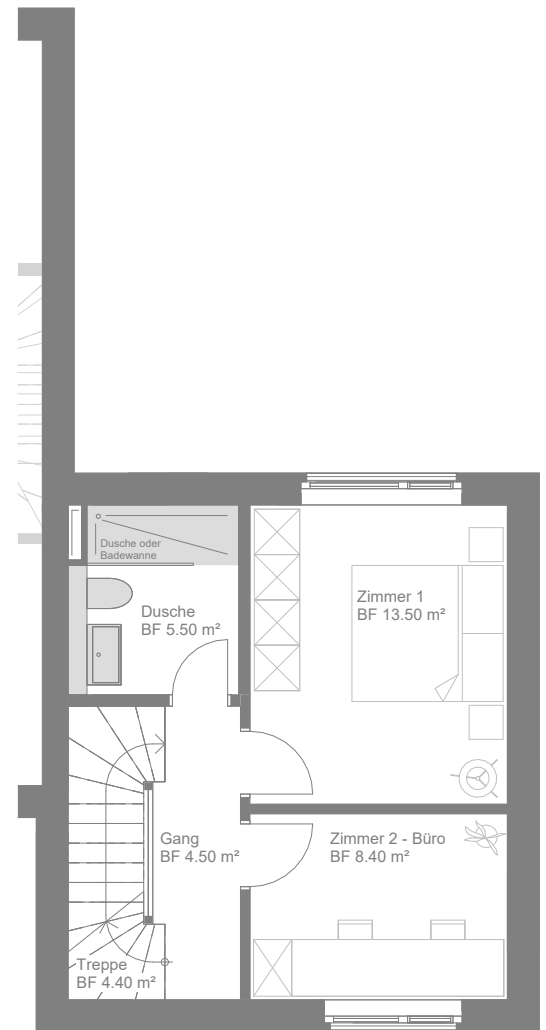 Dusche oder
Badewanne
Dusche
BF 5.50 m²
Zimmer 1
BF 13.50 m²
Gang
BF 4.50 m²
Zimmer 2 - Büro
BF 8.40 m²
Treppe
BF 4.40 m²